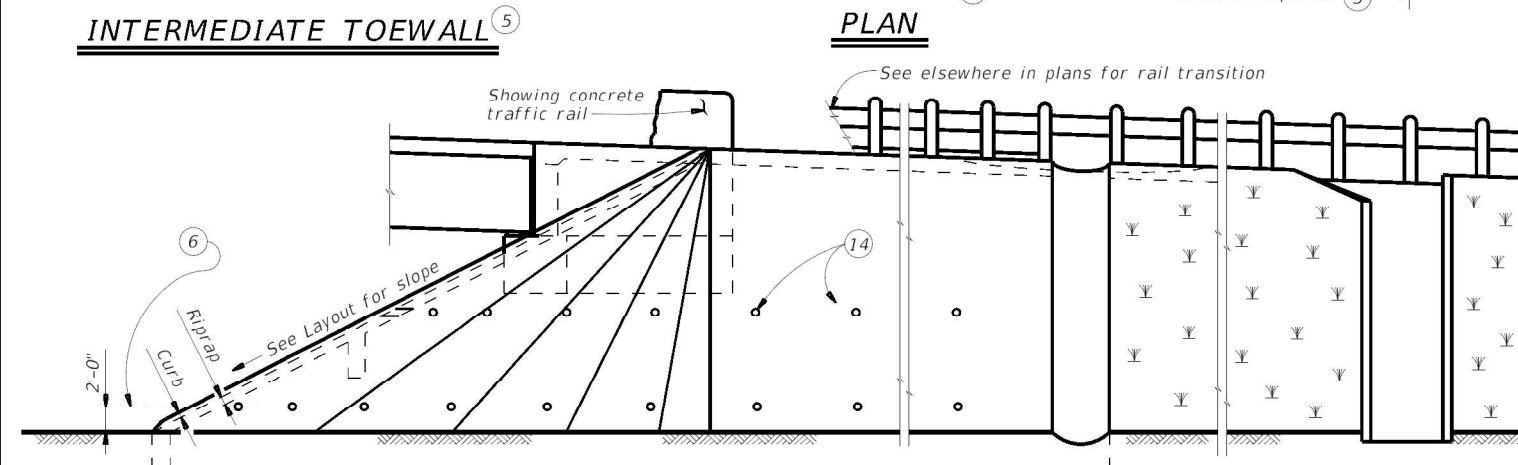 INTERMEDIATE TOEWALL 5
PLAN
See elsewhere in plans for rail transition
Showing concrete
traffic rail
6
14
See Layout for slope
Riprap
Curb
2'-0"